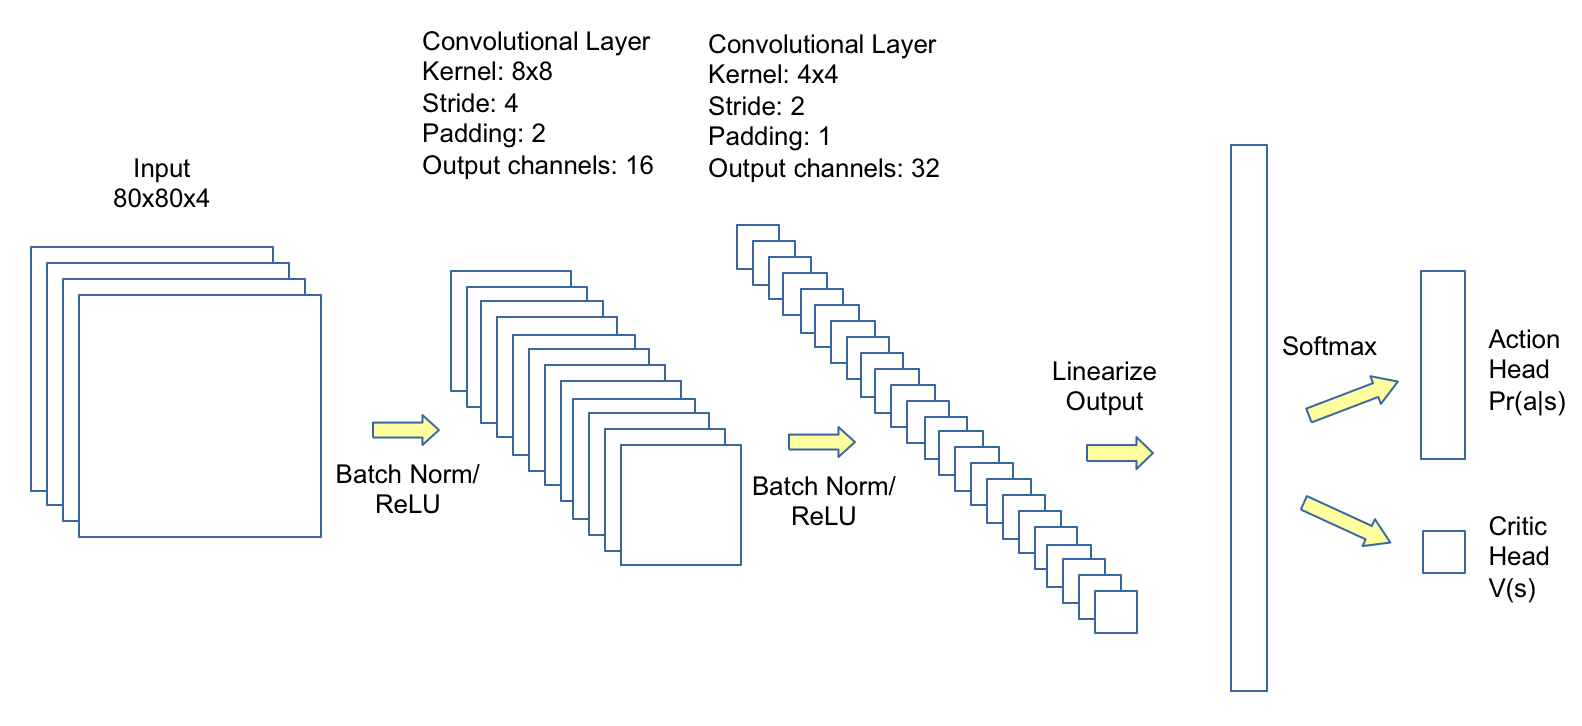 Input
80x80x4
Convolutional Layer
Kernel: 8x8
Stride: 4
Padding: 2
Output channels: 16
Convolutional Layer
Kernel: 4x4
Stride: 2
Padding: 1
Output channels: 32
Batch Norm/
ReLU
Batch Norm/
ReLU
Linearize
Output
Softmax
Action
Head
Pr(a|s)
Critic
Head
V(s)